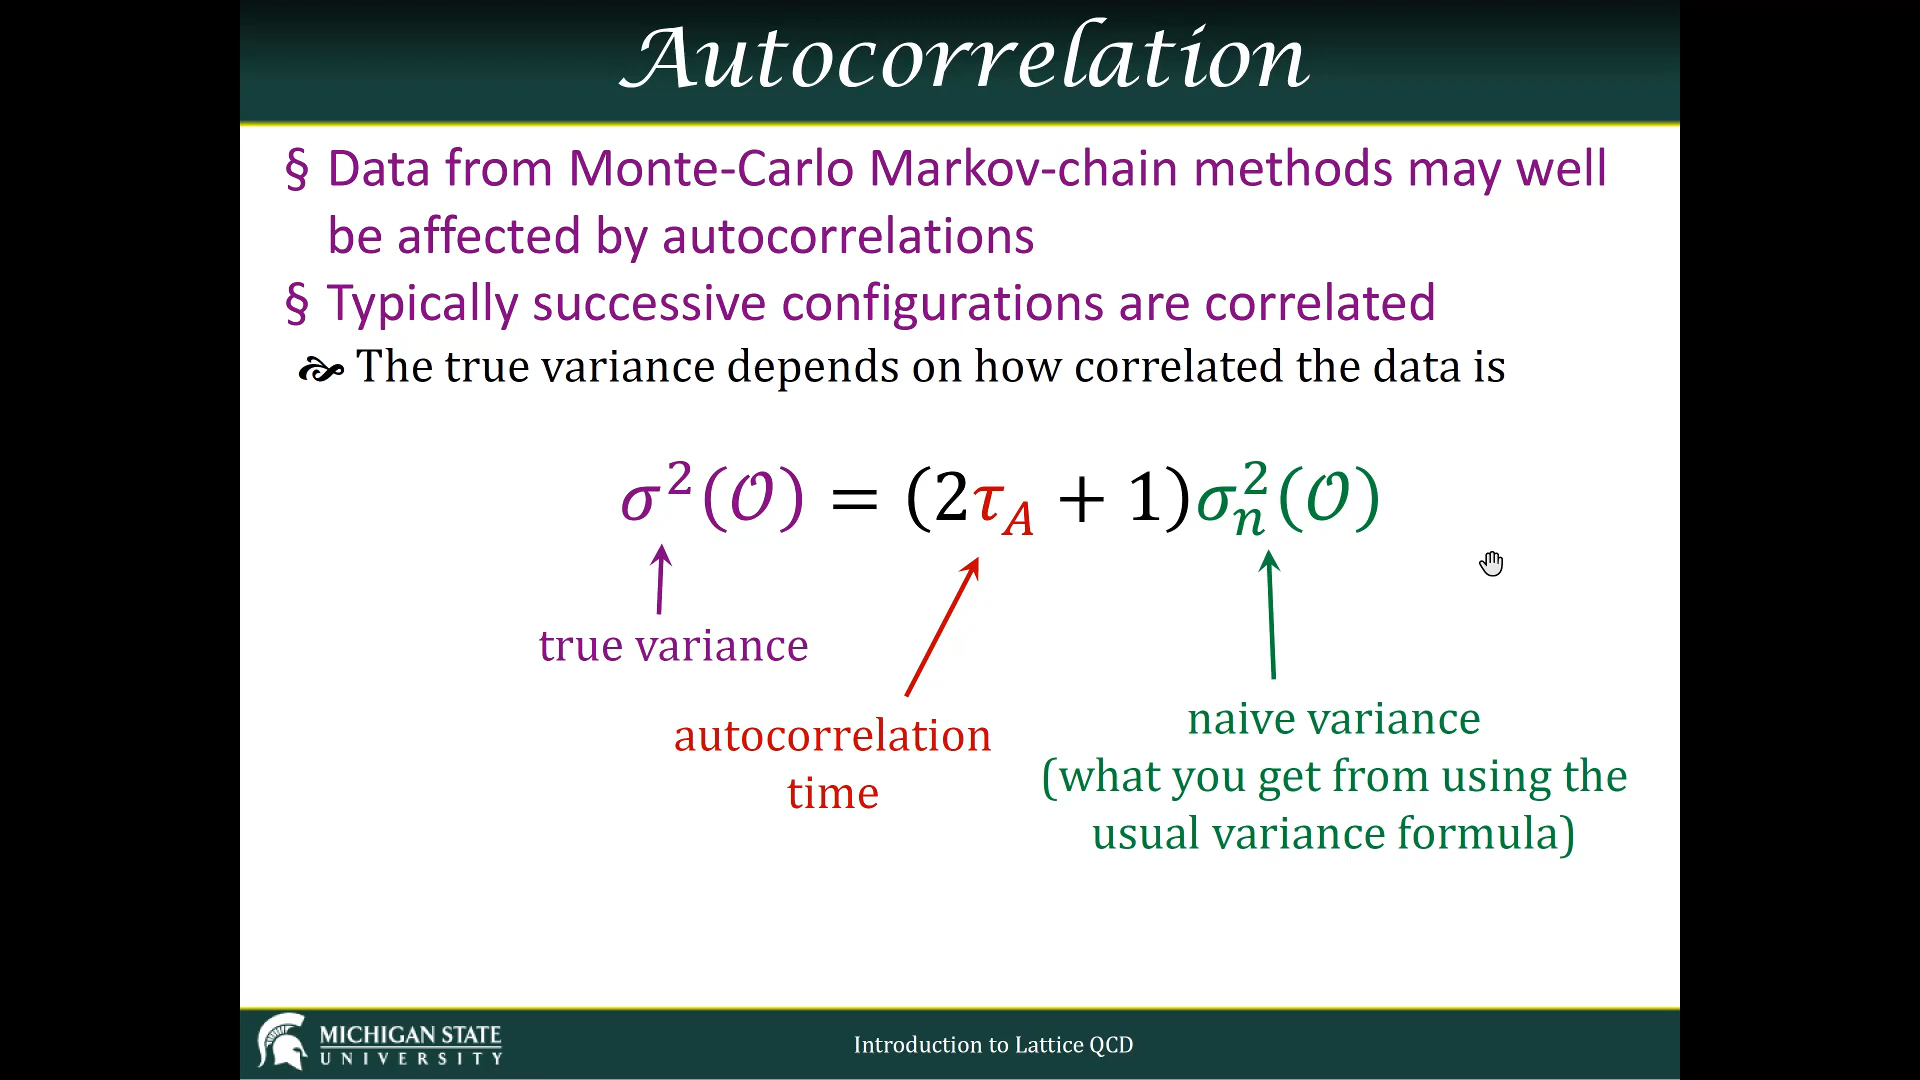 Autocorrelation
§ Data from Monte-Carlo Markov-chain methods may well
be affected by autocorrelations
§ Typically successive configurations are correlated
The true variance depends on how correlated the data is
σ²(𝒪) = (2τ_A + 1)σ_n²(𝒪)
true variance
autocorrelation
time
naive variance
(what you get from using the
usual variance formula)
MICHIGAN STATE
UNIVERSITY
Introduction to Lattice QCD